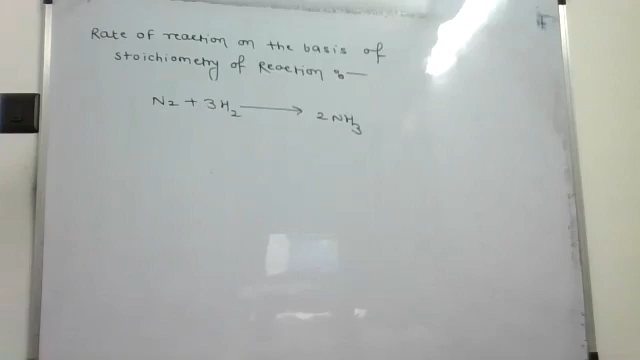 Rate of reaction on the basis of
stoichiometry of Reaction %—
N2 + 3H2 ⟶ 2NH3